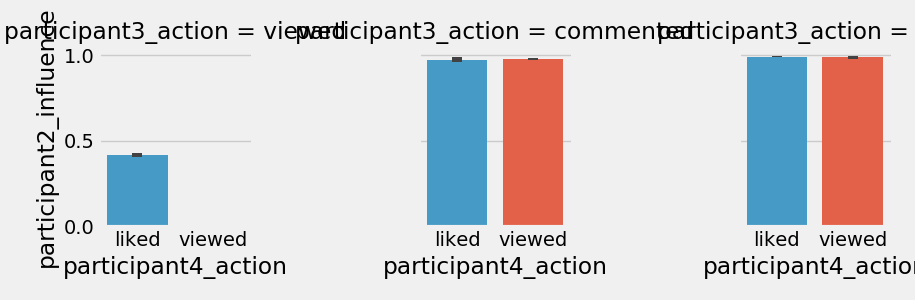 participant3_action = viewed
participant3_action = commented
participant3_action =
participant2_influence
1.0
0.5
0.0
liked viewed
liked viewed
liked viewed
participant4_action
participant4_action
participant4_action